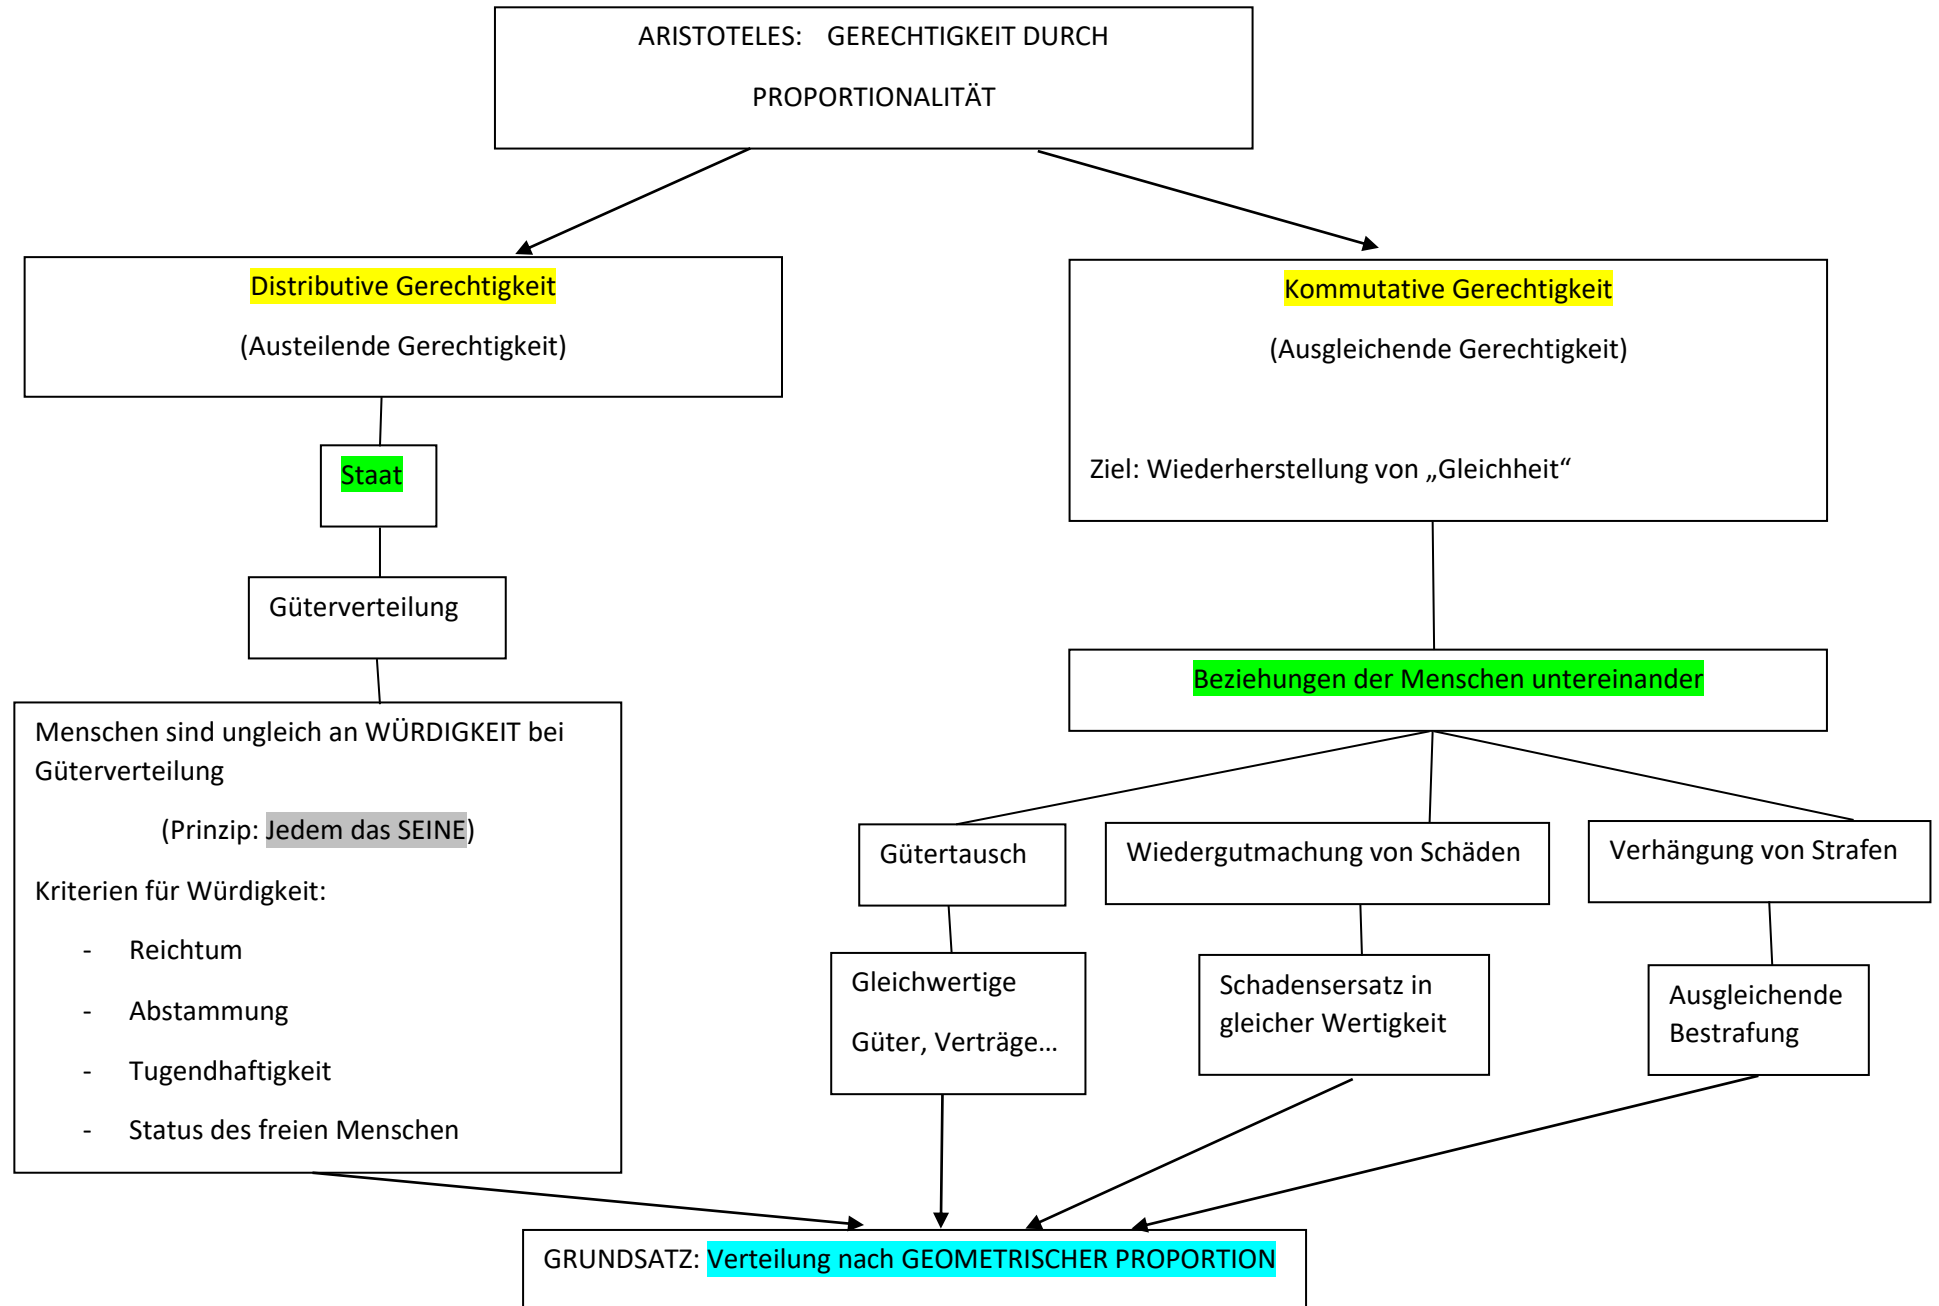 ARISTOTELES: GERECHTIGKEIT DURCH
PROPORTIONALITÄT
Distributive Gerechtigkeit
(Austeilende Gerechtigkeit)
Kommutative Gerechtigkeit
(Ausgleichende Gerechtigkeit)
Ziel: Wiederherstellung von „Gleichheit“
Staat
Güterverteilung
Beziehungen der Menschen untereinander
Menschen sind ungleich an WÜRDIGKEIT bei
Güterverteilung
(Prinzip: Jedem das SEINE)
Kriterien für Würdigkeit:
- Reichtum
- Abstammung
- Tugendhaftigkeit
- Status des freien Menschen
Gütertausch
Wiedergutmachung von Schäden
Verhängung von Strafen
Gleichwertige
Güter, Verträge…
Schadensersatz in
gleicher Wertigkeit
Ausgleichende
Bestrafung
GRUNDSATZ: Verteilung nach GEOMETRISCHER PROPORTION